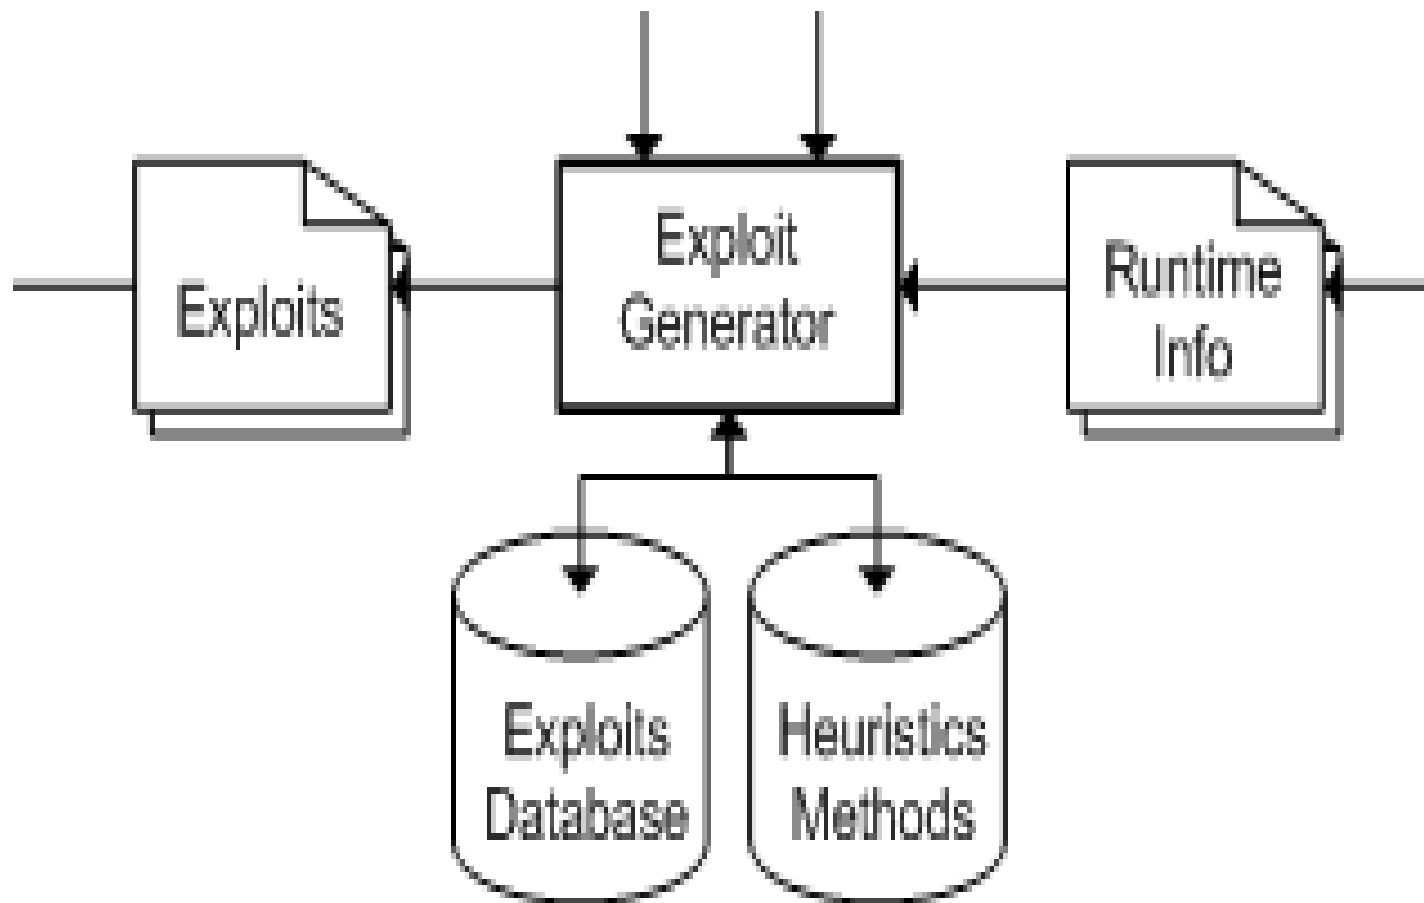 Exploits
Exploit
Generator
Runtime
Info
Exploits
Database
Heuristics
Methods